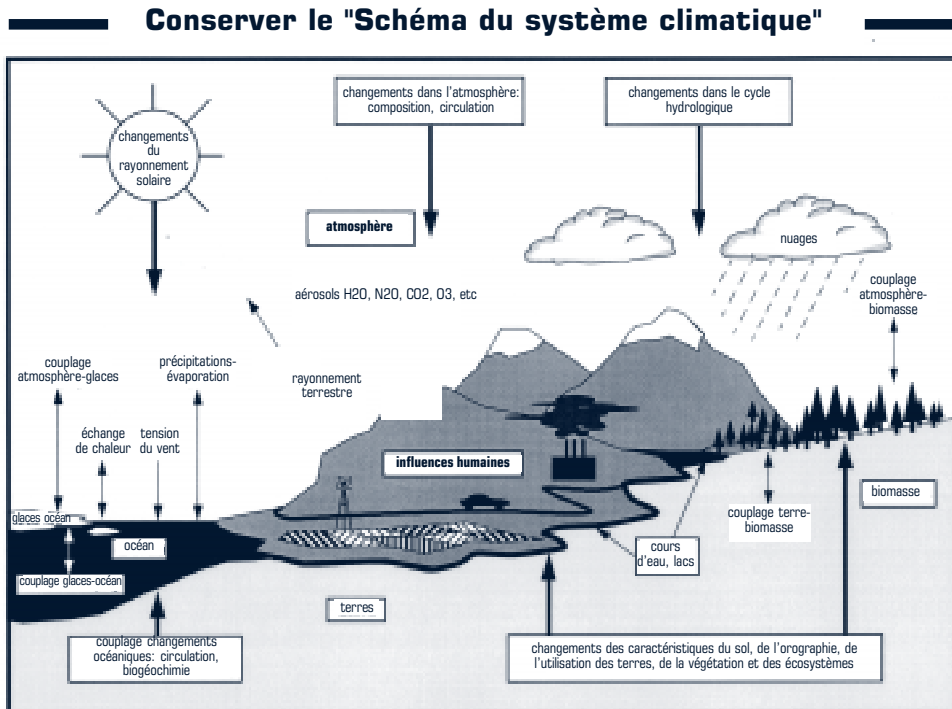 Conserver le "Schéma du système climatique"
changements dans l'atmosphère:
composition, circulation
changements dans le cycle
hydrologique
changements
du
rayonnement
solaire
atmosphère
nuages
couplage
atmosphère-
biomasse
aérosols H2O, N2O, CO2, O3, etc
couplage
atmosphère-glaces
précipitations-
évaporation
rayonnement
terrestre
échange
de chaleur
tension
du vent
influences humaines
biomasse
glaces océan
couplage terre-
biomasse
océan
cours
d'eau, lacs
couplage glaces-océan
terres
couplage changements
océaniques: circulation,
biogéochimie
changements des caractéristiques du sol, de l'orographie, de
l'utilisation des terres, de la végétation et des écosystèmes